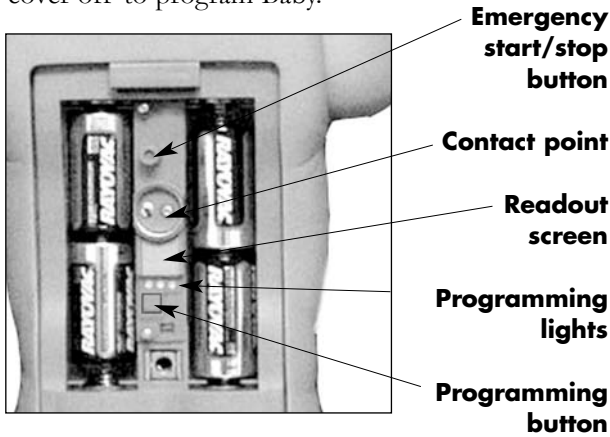 cover off to program Baby.
Emergency
start/stop
button
Contact point
Readout
screen
Programming
lights
Programming
button
RAYOVAC
RAYOVAC
RAYOVAC
RAYOVAC